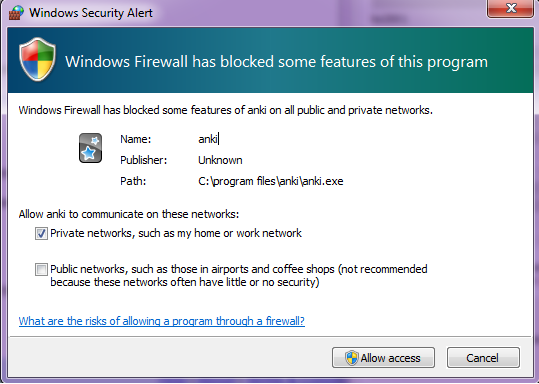 Windows Security Alert
Windows Firewall has blocked some features of this program
Windows Firewall has blocked some features of anki on all public and private networks.
Name: anki
Publisher: Unknown
Path: C:\program files\anki\anki.exe
Allow anki to communicate on these networks:
Private networks, such as my home or work network
Public networks, such as those in airports and coffee shops (not recommended
because these networks often have little or no security)
What are the risks of allowing a program through a firewall?
Allow access Cancel